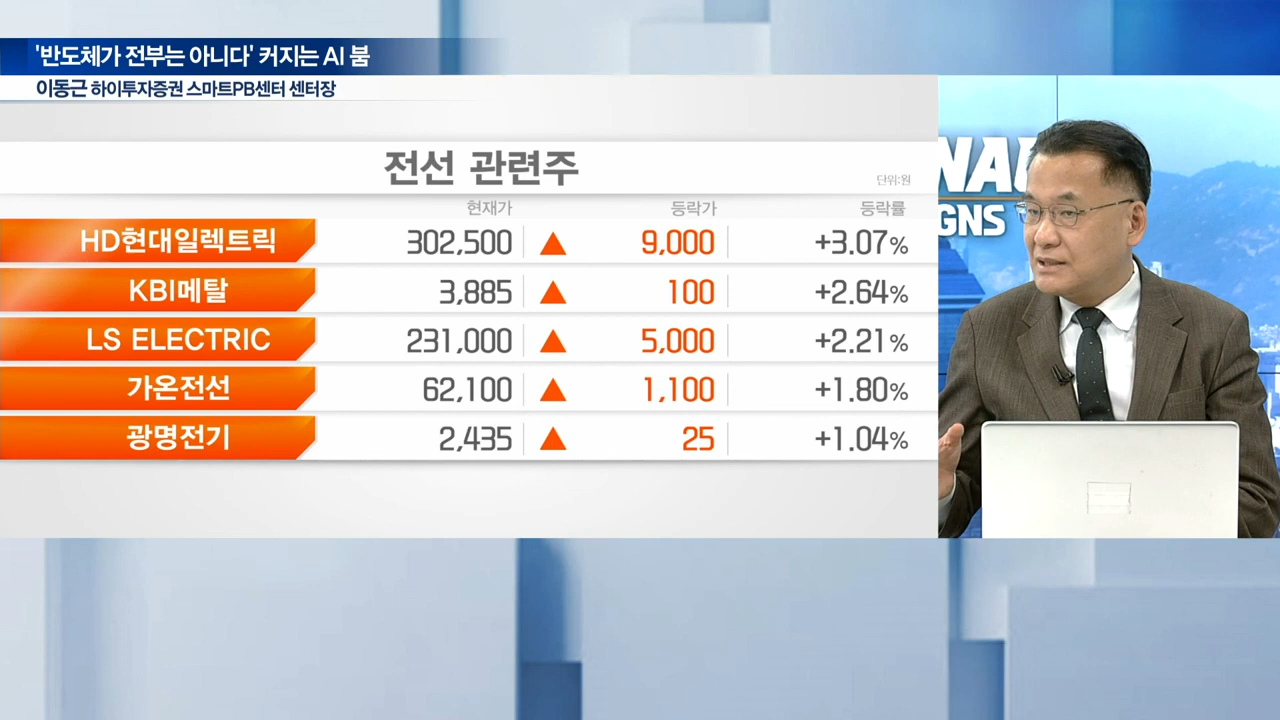 '반도체가 전부는 아니다' 커지는 AI 붐
이동근 하이투자증권 스마트PB센터 센터장
전선 관련주
단위:원
현재가 등락가 등락률
HD현대일렉트릭 302,500 ▲ 9,000 +3.07%
KBI메탈 3,885 ▲ 100 +2.64%
LS ELECTRIC 231,000 ▲ 5,000 +2.21%
가온전선 62,100 ▲ 1,100 +1.80%
광명전기 2,435 ▲ 25 +1.04%